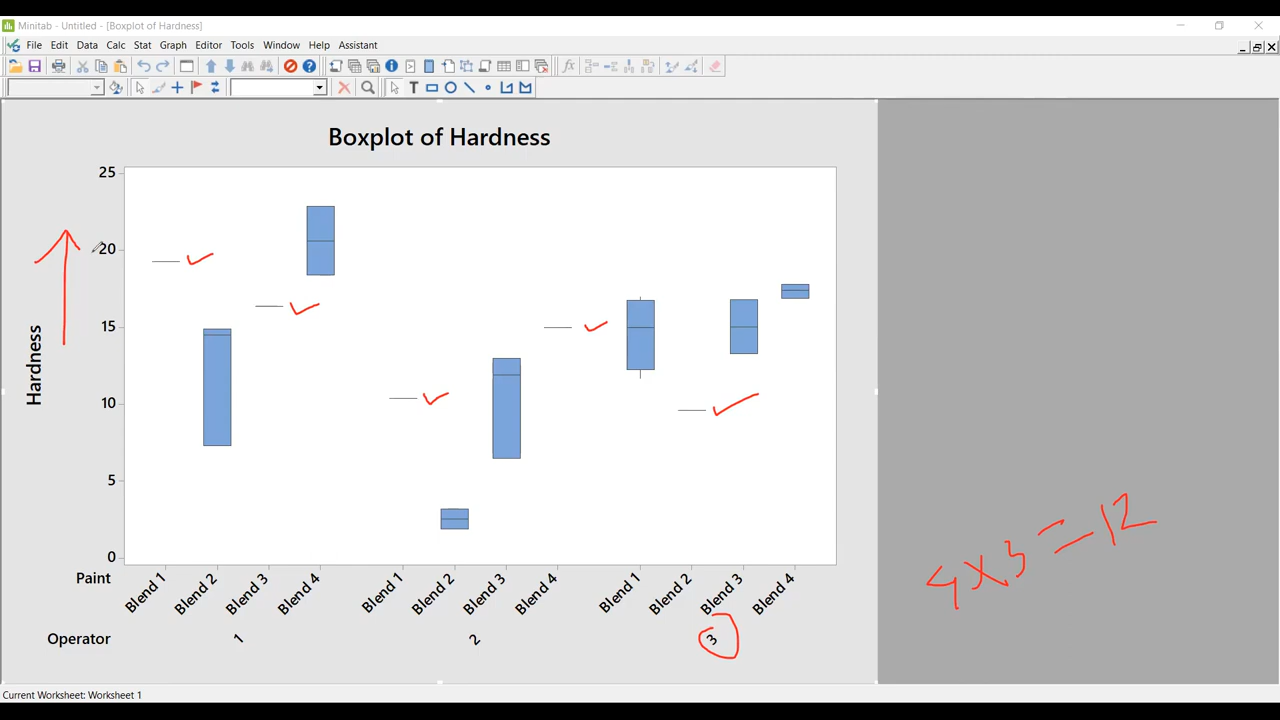 Minitab - Untitled - [Boxplot of Hardness]
File Edit Data Calc Stat Graph Editor Tools Window Help Assistant
Boxplot of Hardness
25
20
15
10
5
0
Hardness
Paint Blend 1 Blend 2 Blend 3 Blend 4 Blend 1 Blend 2 Blend 3 Blend 4 Blend 1 Blend 2 Blend 3 Blend 4
Operator 1 2 3
4 X 3 = 12
Current Worksheet: Worksheet 1